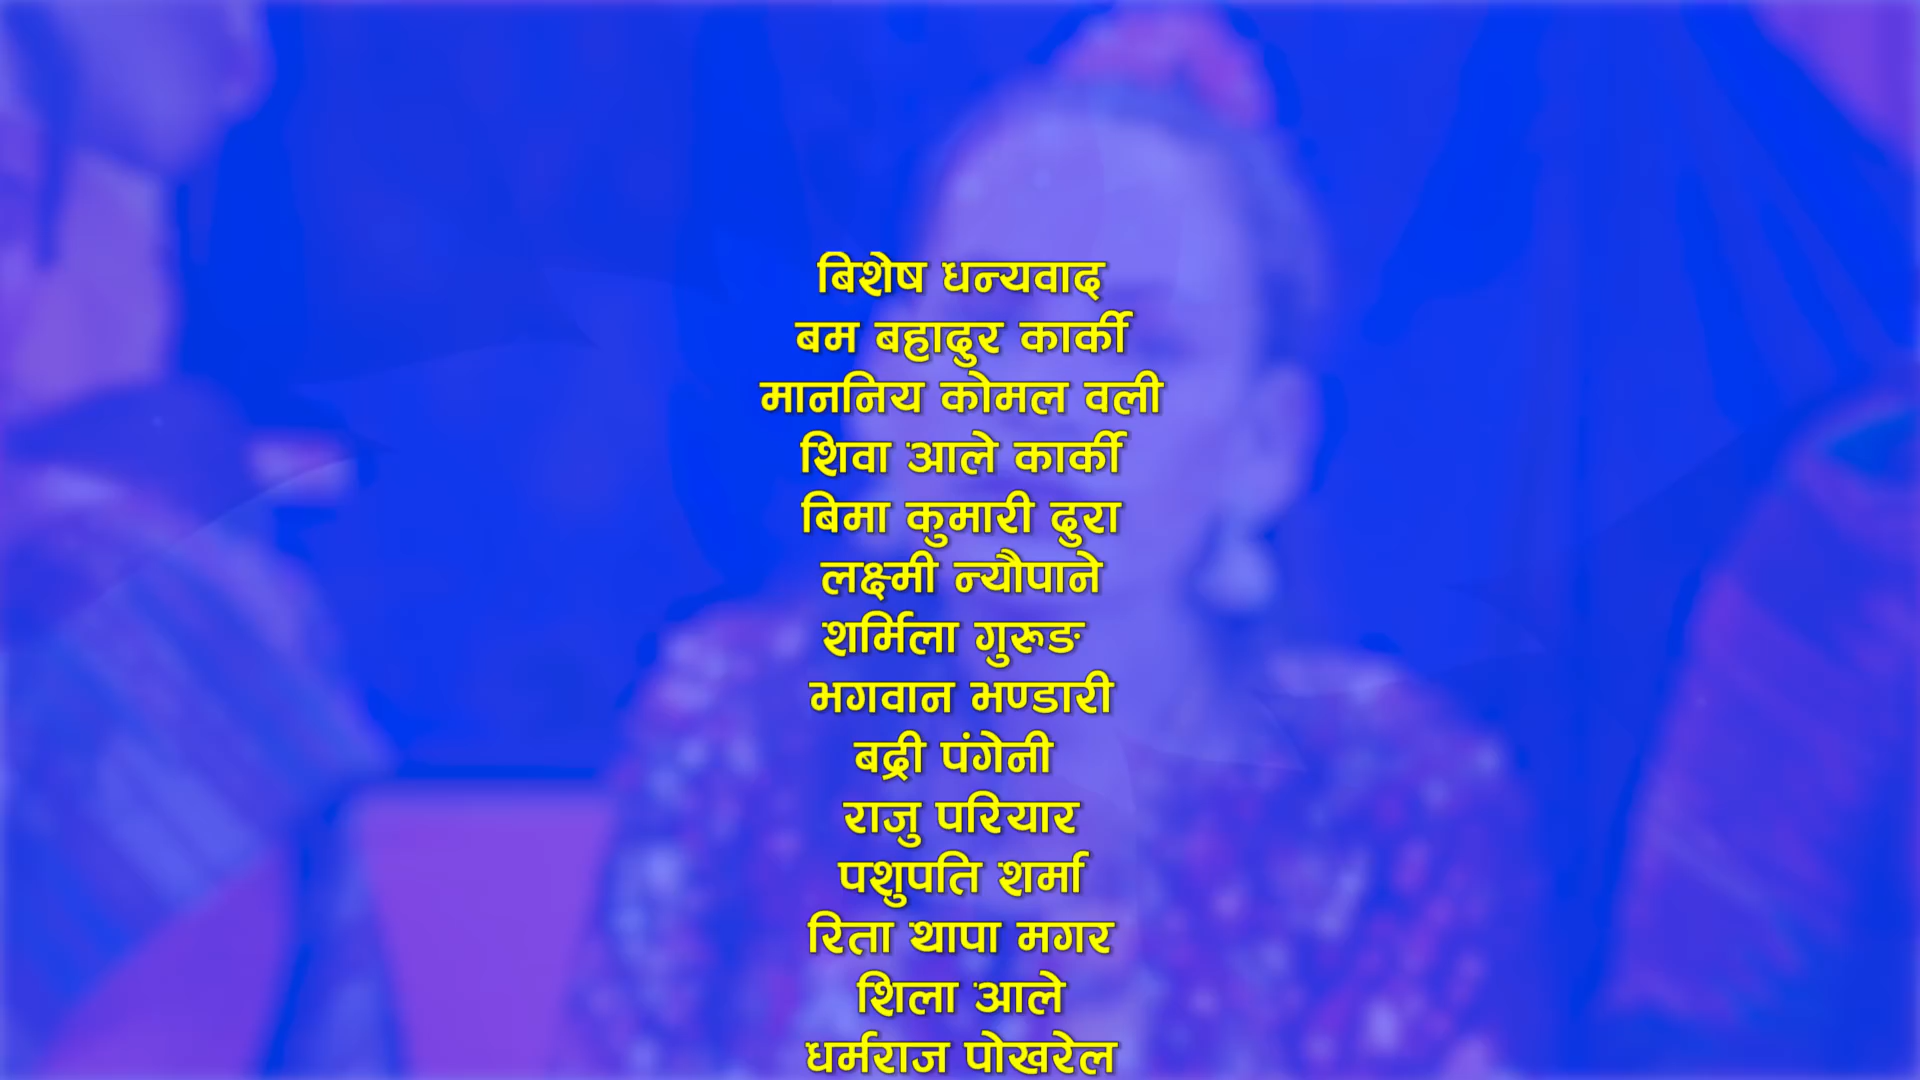 बिशेष धन्यवाद
बम बहादुर कार्की
माननिय कोमल वली
शिवा आले कार्की
बिमा कुमारी दुरा
लक्ष्मी न्यौपाने
शर्मिला गुरूङ
भगवान भण्डारी
बद्री पंगेनी
राजु परियार
पशुपति शर्मा
रिता थापा मगर
शिला आले
धर्मराज पोखरेल